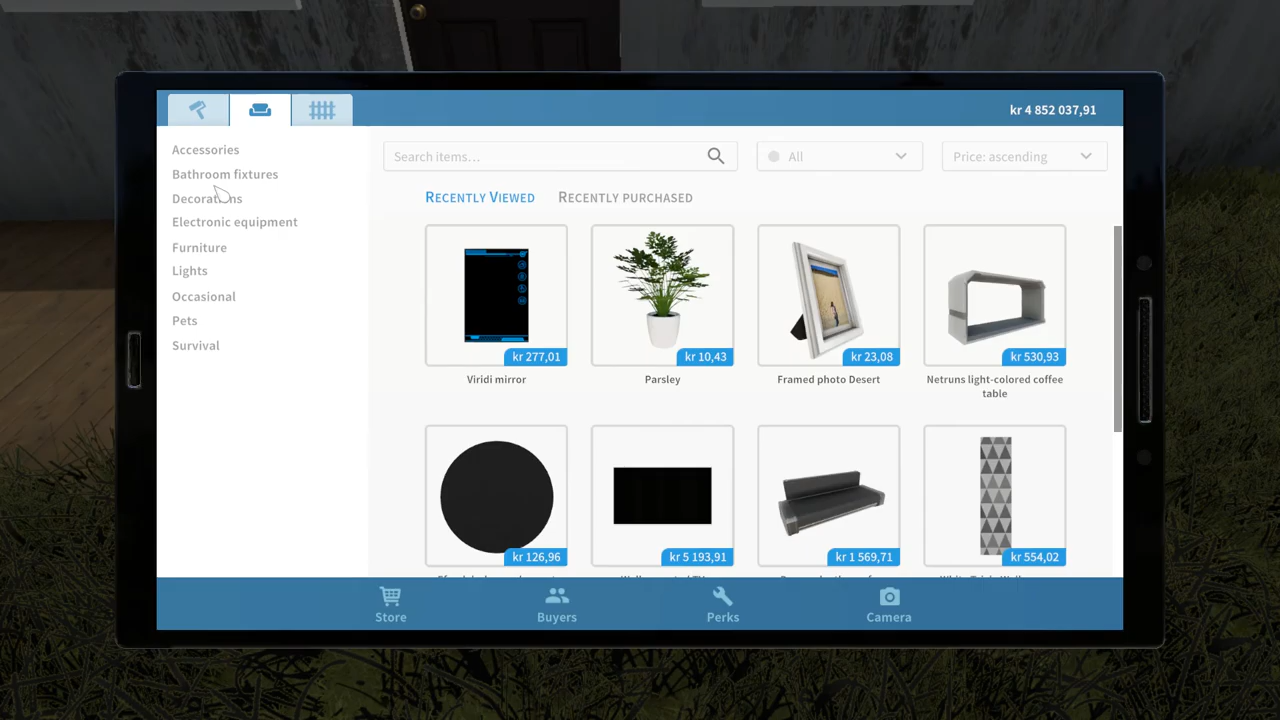 kr 4 852 037,91
Accessories
Bathroom fixtures
Decorations
Electronic equipment
Furniture
Lights
Occasional
Pets
Survival
Search items...
All
Price: ascending
RECENTLY VIEWED
RECENTLY PURCHASED
kr 277,01
Viridi mirror
kr 10,43
Parsley
kr 23,08
Framed photo Desert
kr 530,93
Netruns light-colored coffee
table
kr 126,96
kr 5 193,91
kr 1 569,71
kr 554,02
Store
Buyers
Perks
Camera